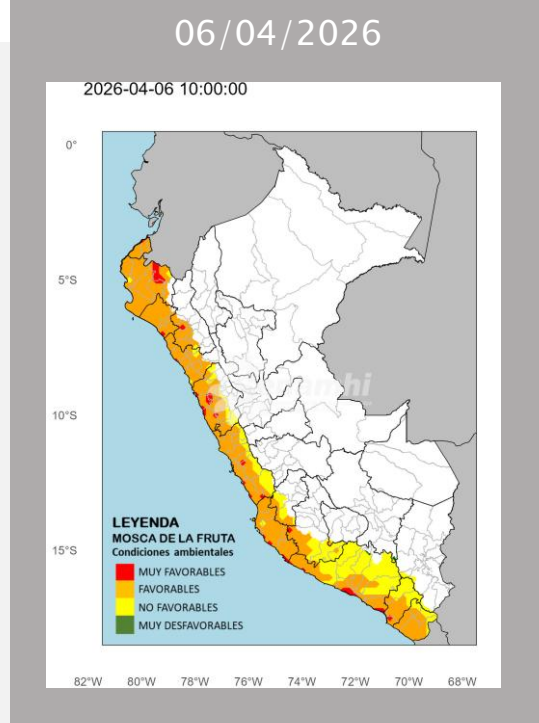 06/04/2026
2026-04-06 10:00:00
0°
5°S
10°S
15°S
LEYENDA
MOSCA DE LA FRUTA
Condiciones ambientales
MUY FAVORABLES
FAVORABLES
NO FAVORABLES
MUY DESFAVORABLES
82°W 80°W 78°W 76°W 74°W 72°W 70°W 68°W